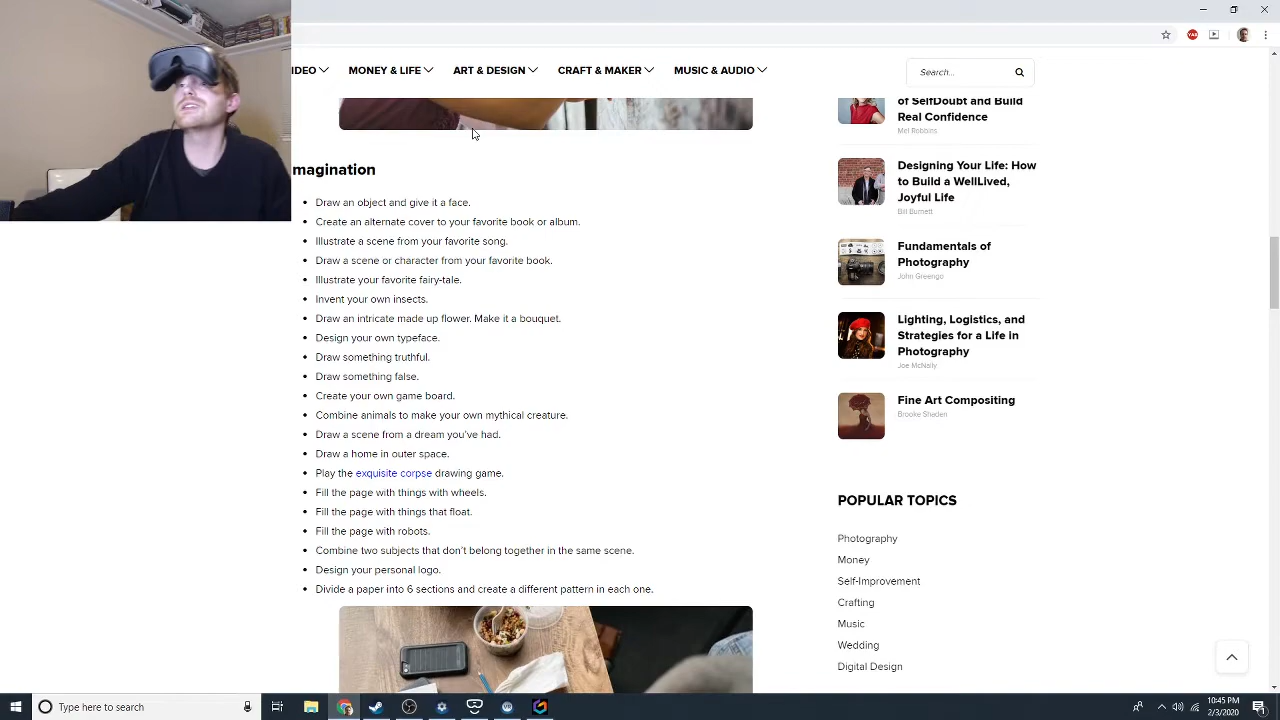 IDEO
MONEY & LIFE
ART & DESIGN
CRAFT & MAKER
MUSIC & AUDIO
Search...
magination
Draw an object and give it a face.
Create an alternate cover to your favorite book or album.
Illustrate a scene from your favorite song.
Draw a scene or character from your favorite book.
Illustrate your favorite fairy-tale.
Invent your own insects.
Draw an intricate made up flower. Make it a bouquet.
Design your own typeface.
Draw something truthful.
Draw something false.
Create your own game board.
Combine animals to make your own mythical creature.
Draw a scene from a dream you've had.
Draw a home in outer space.
Play the exquisite corpse drawing game.
Fill the page with things with wheels.
Fill the page with things that float.
Fill the page with robots.
Combine two subjects that don't belong together in the same scene.
Design your personal logo.
Divide a paper into 6 sections and create a different pattern in each one.
of SelfDoubt and Build
Real Confidence
Mel Robbins
Designing Your Life: How
to Build a WellLived,
Joyful Life
Bill Burnett
Fundamentals of
Photography
John Greengo
Lighting, Logistics, and
Strategies for a Life in
Photography
Joe McNally
Fine Art Compositing
Brooke Shaden
POPULAR TOPICS
Photography
Money
Self-Improvement
Crafting
Music
Wedding
Digital Design
Type here to search
10:45 PM
2/3/2020